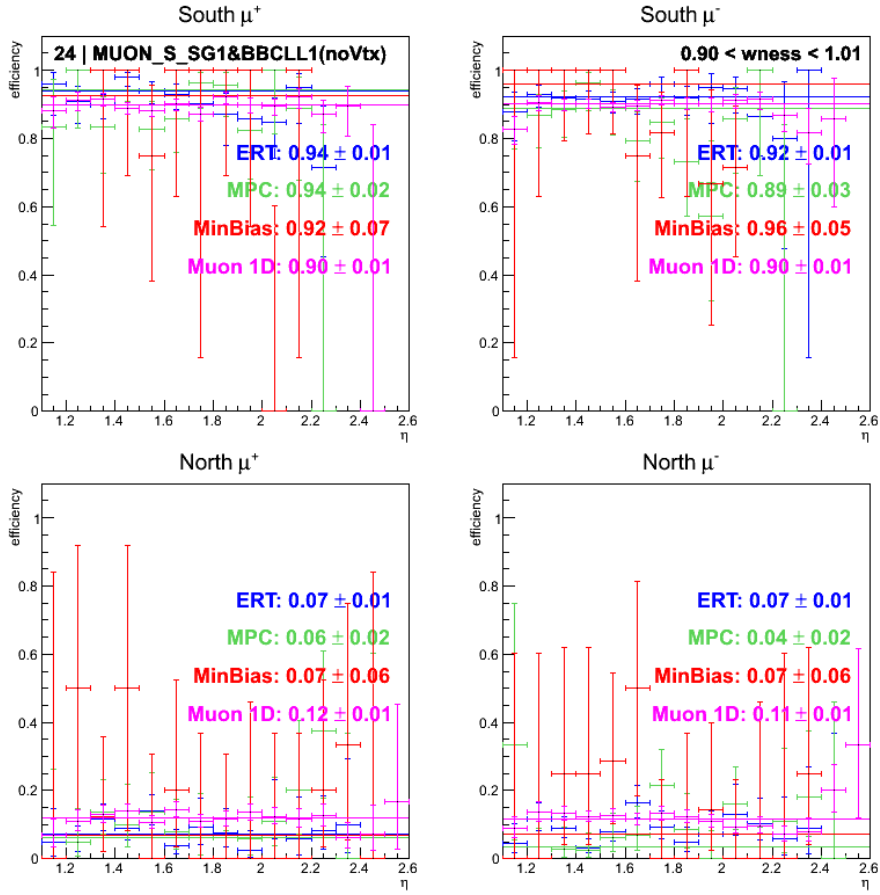 South μ+
24 | MUON_S_SG1&BBCLL1(noVtx)
efficiency
1
0.8
0.6
0.4
0.2
0
ERT: 0.94 ± 0.01
MPC: 0.94 ± 0.02
MinBias: 0.92 ± 0.07
Muon 1D: 0.90 ± 0.01
1.2 1.4 1.6 1.8 2 2.2 2.4 2.6
η
South μ-
0.90 < wness < 1.01
efficiency
1
0.8
0.6
0.4
0.2
0
ERT: 0.92 ± 0.01
MPC: 0.89 ± 0.03
MinBias: 0.96 ± 0.05
Muon 1D: 0.90 ± 0.01
1.2 1.4 1.6 1.8 2 2.2 2.4 2.6
η
North μ+
efficiency
1
0.8
0.6
0.4
0.2
0
ERT: 0.07 ± 0.01
MPC: 0.06 ± 0.02
MinBias: 0.07 ± 0.06
Muon 1D: 0.12 ± 0.01
1.2 1.4 1.6 1.8 2 2.2 2.4 2.6
η
North μ-
efficiency
1
0.8
0.6
0.4
0.2
0
ERT: 0.07 ± 0.01
MPC: 0.04 ± 0.02
MinBias: 0.07 ± 0.06
Muon 1D: 0.11 ± 0.01
1.2 1.4 1.6 1.8 2 2.2 2.4 2.6
η